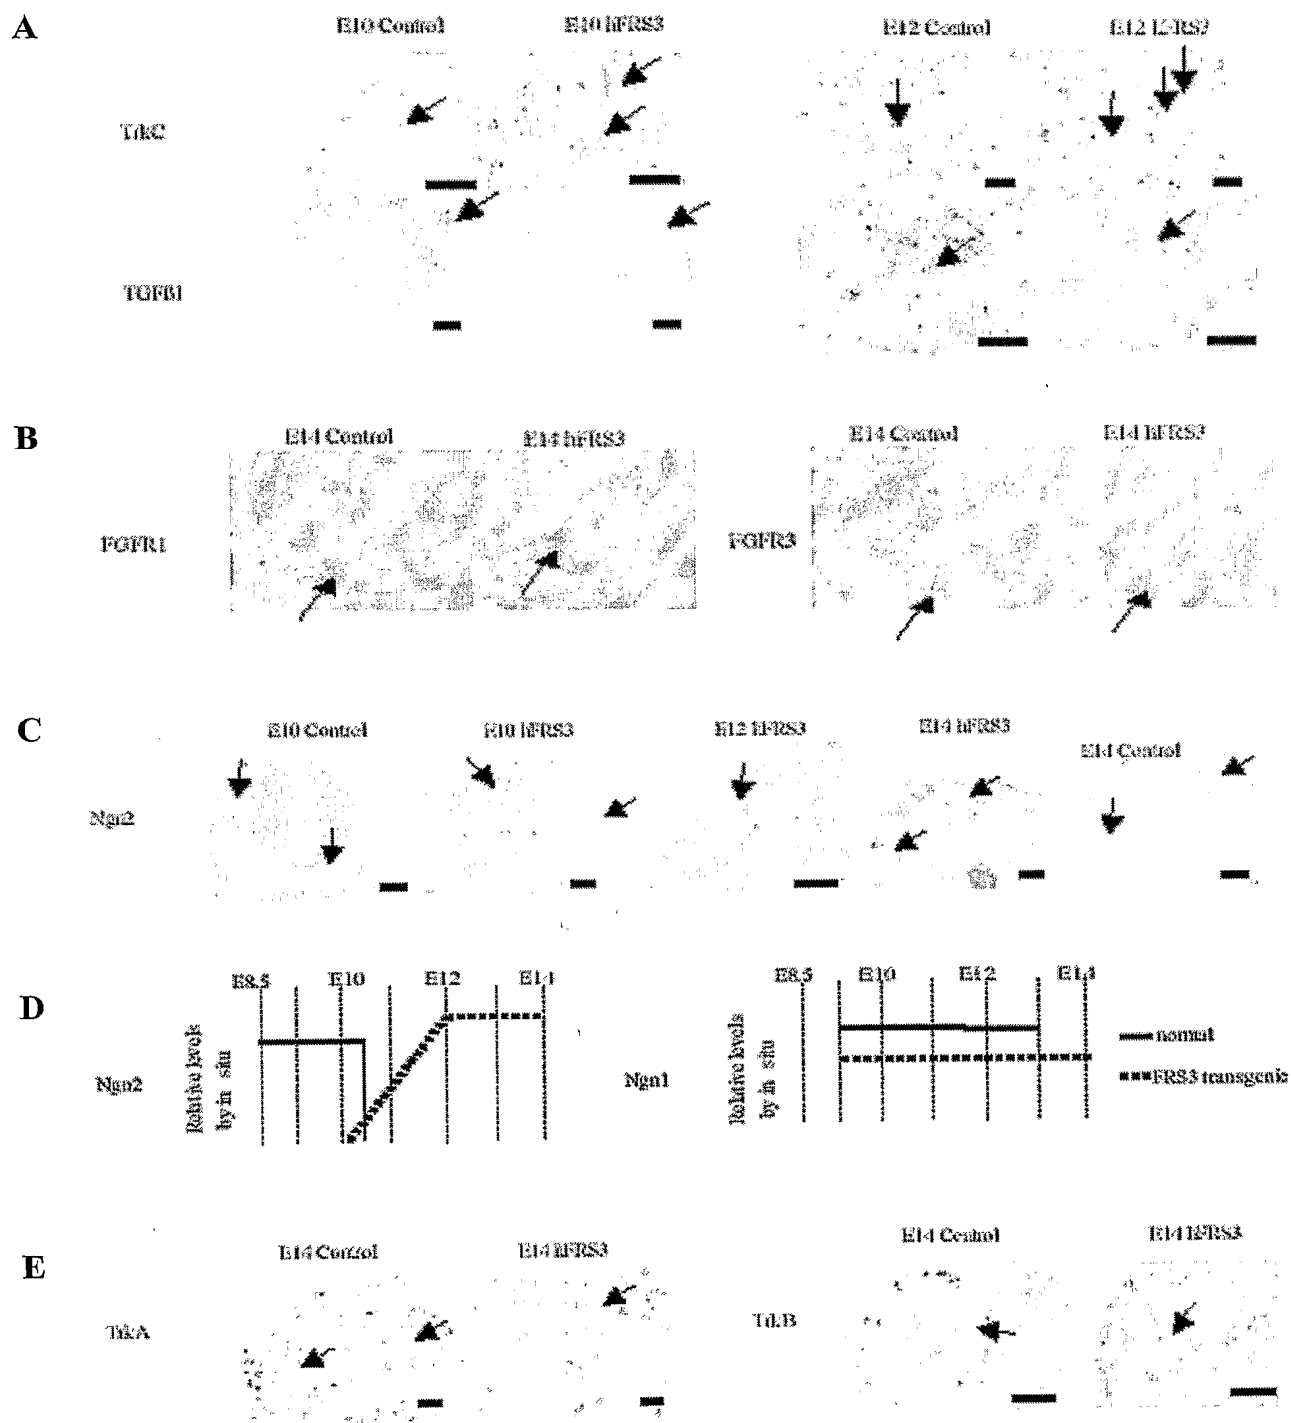 A
E10 Control
E10 hFRS3
E12 Control
E12 hFRS3
TrkC
TGFß1
B
E14 Control
E14 hFRS3
E14 Control
E14 hFRS3
FGFR1
FGFR3
C
E10 Control
E10 hFRS3
E12 hFRS3
E14 hFRS3
E14 Control
Ngn2
D
E8.5 E10 E12 E14
Relative levels
by in situ
Ngn2
E8.5 E10 E12 E14
Relative levels
by in situ
Ngn1
normal
FRS3 transgenic
E
E14 Control
E14 hFRS3
E14 Control
E14 hFRS3
TrkA
TrkB